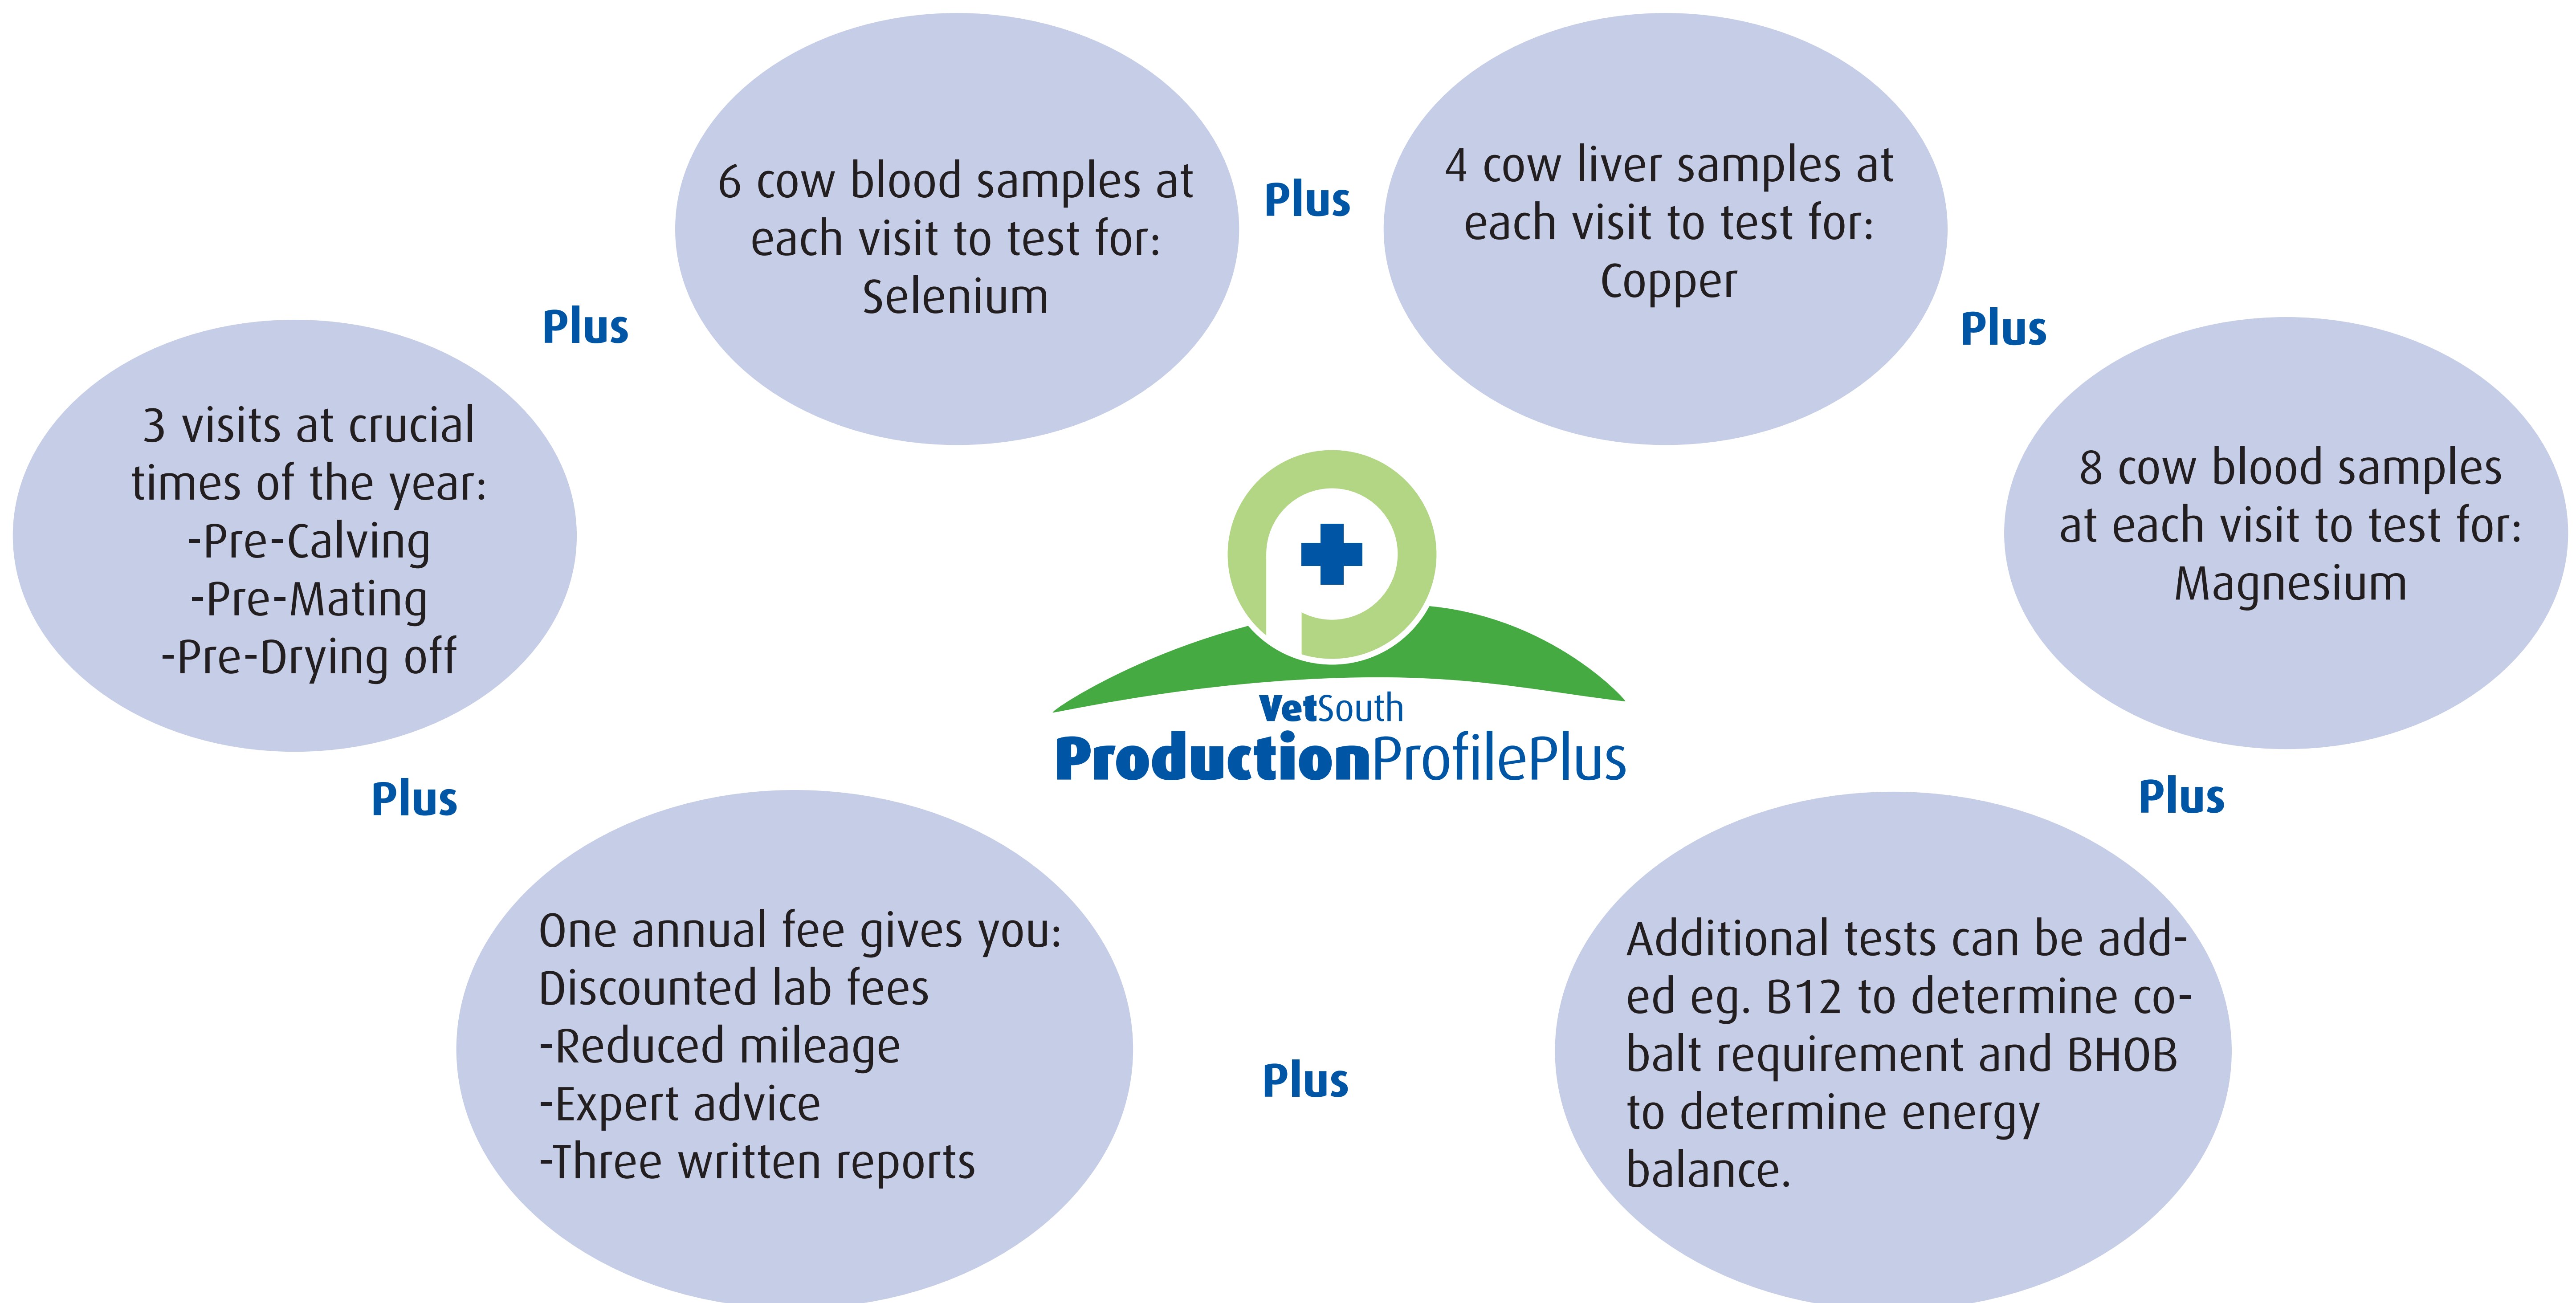 6 cow blood samples at
each visit to test for:
Selenium
Plus
4 cow liver samples at
each visit to test for:
Copper
Plus
Plus
3 visits at crucial
times of the year:
-Pre-Calving
-Pre-Mating
-Pre-Drying off
8 cow blood samples
at each visit to test for:
Magnesium
VetSouth
ProductionProfilePlus
Plus
Plus
One annual fee gives you:
Discounted lab fees
-Reduced mileage
-Expert advice
-Three written reports
Plus
Additional tests can be add-
ed eg. B12 to determine co-
balt requirement and BHOB
to determine energy
balance.